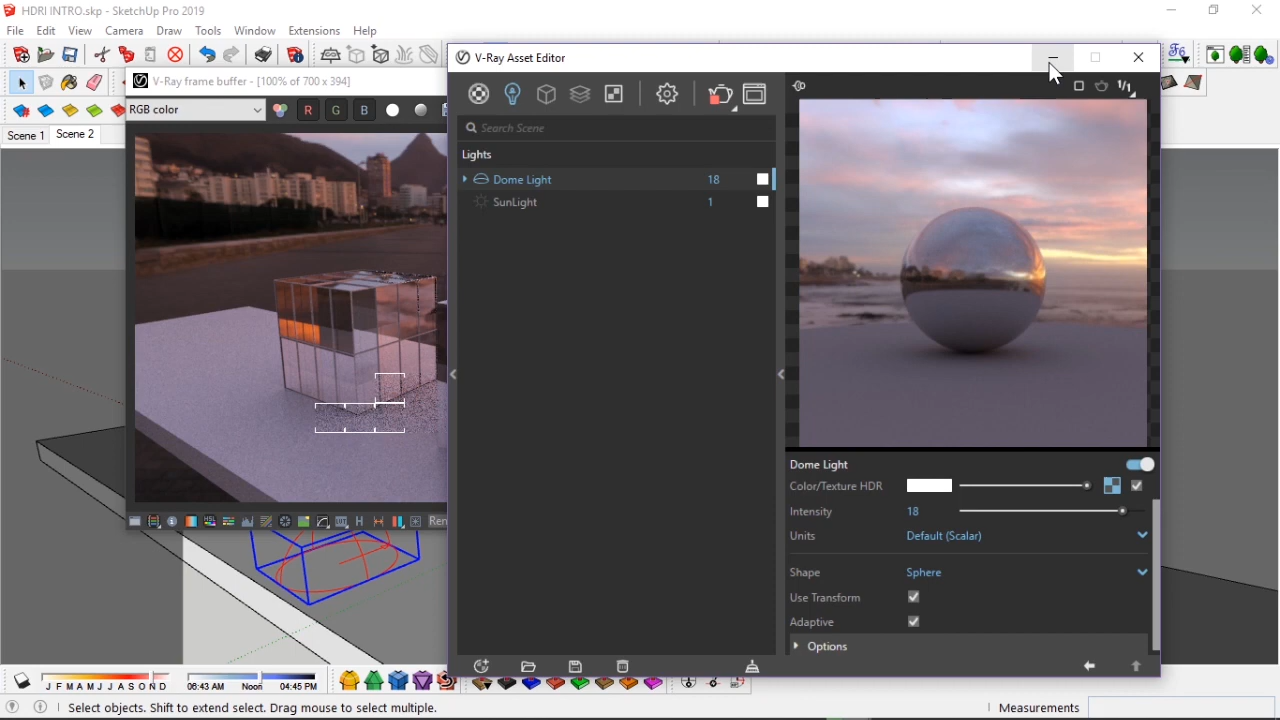 HDRI INTRO.skp - SketchUp Pro 2019
File Edit View Camera Draw Tools Window Extensions Help
V-Ray Asset Editor
V-Ray frame buffer - [100% of 700 x 394]
RGB color
R G B
1/1
Search Scene
Scene 1 Scene 2
Lights
Dome Light 18
SunLight 1
Dome Light
Color/Texture HDR
Intensity 18
Units Default (Scalar)
Shape Sphere
Use Transform
Adaptive
Options
J F M A M J J A S O N D
06:43 AM Noon 04:45 PM
Select objects. Shift to extend select. Drag mouse to select multiple.
Measurements